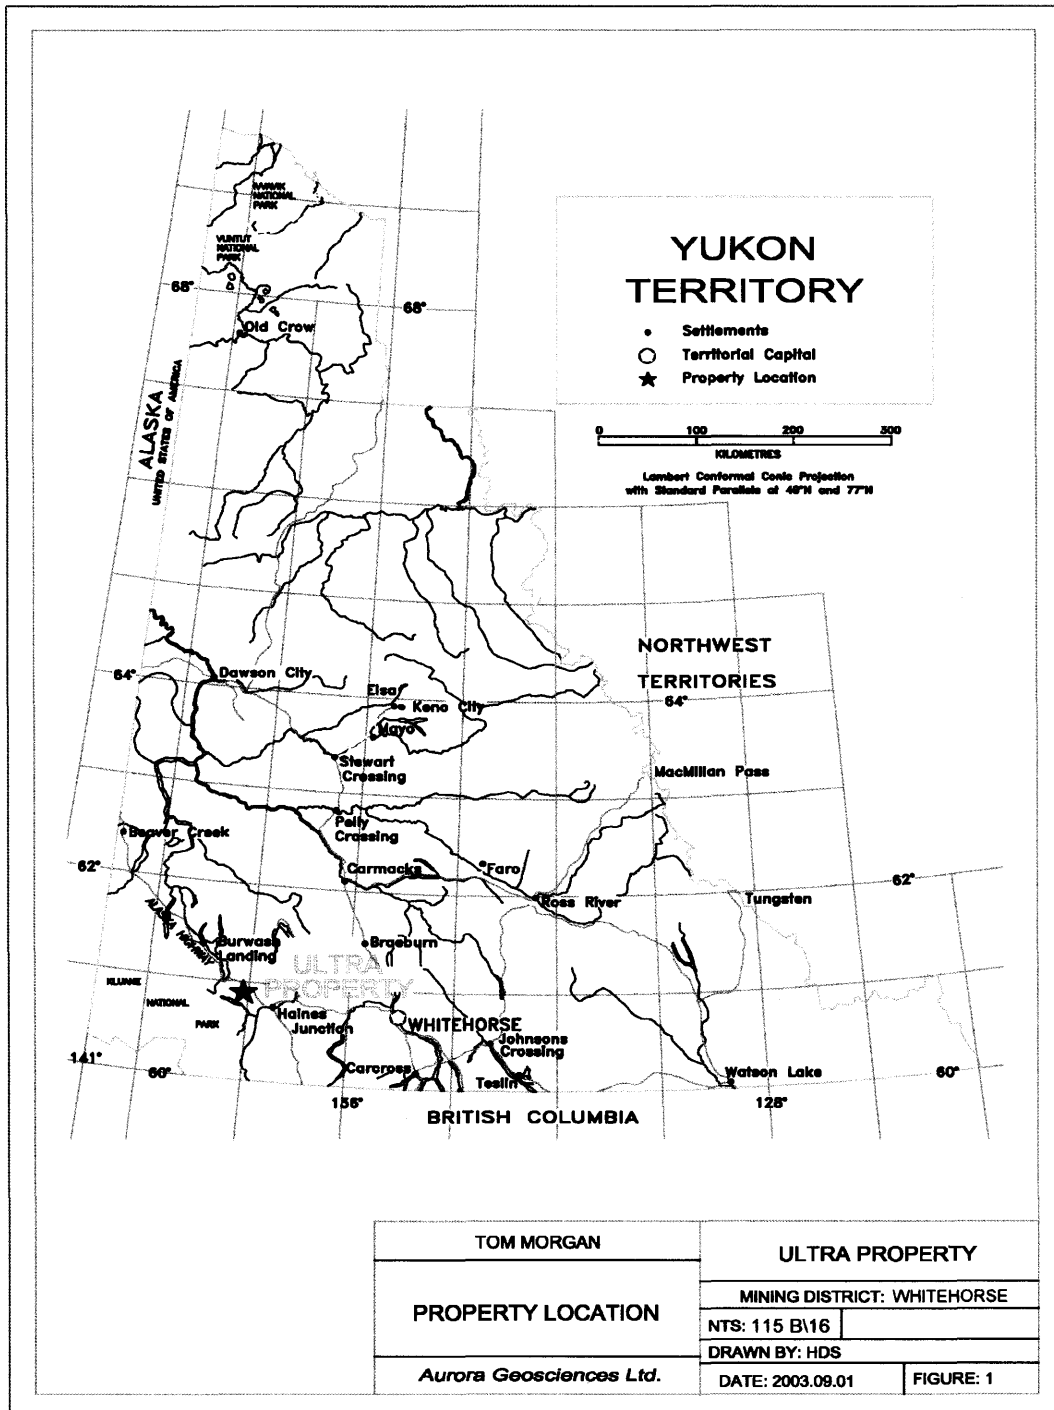 IVVAVIK
NATIONAL
PARK
VUNTUT
NATIONAL
PARK
68°
68°
Old Crow
ALASKA
UNITED STATES OF AMERICA
YUKON
TERRITORY
Settlements
Territorial Capital
Property Location
0 100 200 300
KILOMETRES
Lambert Conformal Conic Projection
with Standard Parallels at 49°N and 77°N
NORTHWEST
TERRITORIES
64°
64°
Dawson City
Elsa
Keno City
Mayo
Stewart
Crossing
MacMillan Pass
Pelly
Crossing
Beaver Creek
62°
62°
Carmacks
Faro
Ross River
Tungsten
ALASKA HIGHWAY
Burwash
Landing
Braeburn
ULTRA
PROPERTY
KLUANE
NATIONAL
PARK
Haines
Junction
WHITEHORSE
Johnsons
Crossing
Carcross
Teslin
Watson Lake
141°
60°
60°
136°
128°
BRITISH COLUMBIA
TOM MORGAN
PROPERTY LOCATION
Aurora Geosciences Ltd.
ULTRA PROPERTY
MINING DISTRICT: WHITEHORSE
NTS: 115 B\16
DRAWN BY: HDS
DATE: 2003.09.01
FIGURE: 1